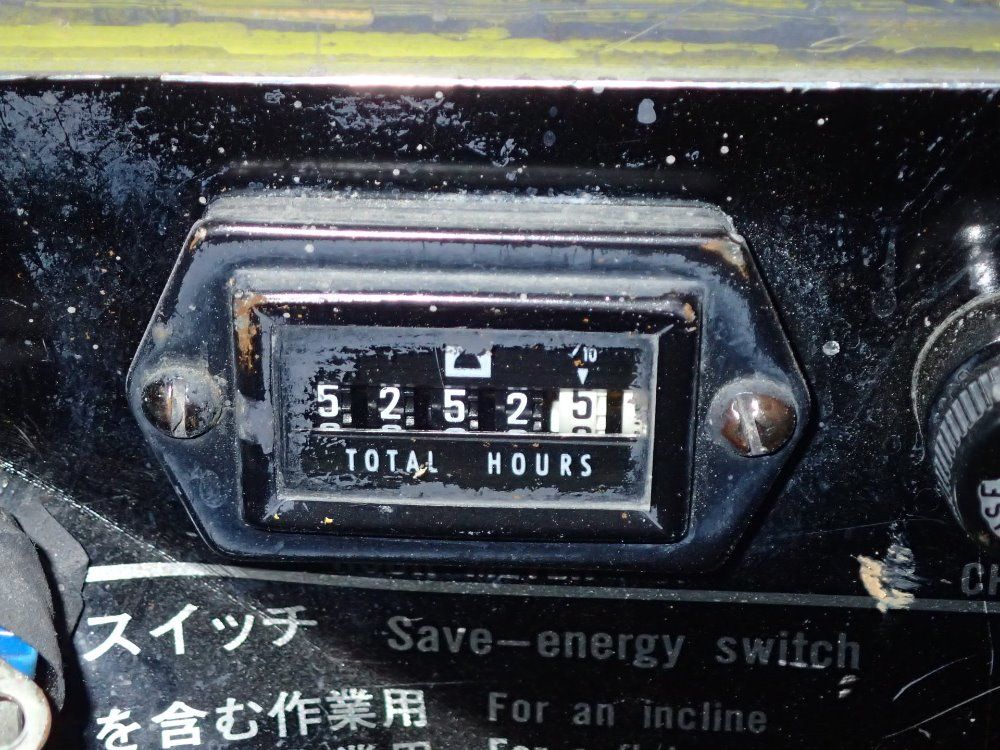 1/10
5 2 5 2 5
TOTAL HOURS
スイッチ Save-energy switch
を含む作業用 For an incline